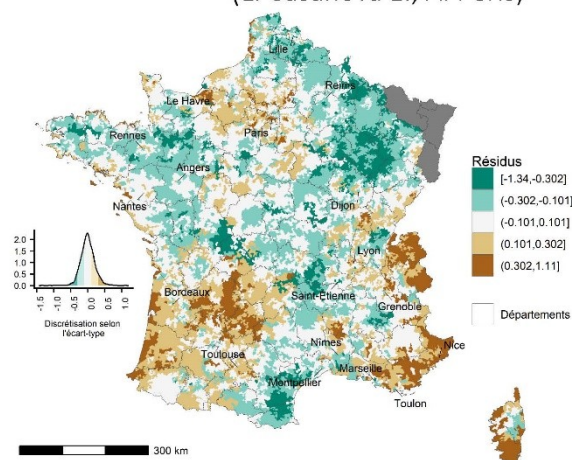 Lille
Reims
Le Havre
Paris
Rennes
Angers
Nantes
Dijon
Lyon
Bordeaux
Saint-Etienne
Grenoble
Nîmes
Nice
Toulouse
Marseille
Montpellier
Toulon
Résidus
[-1.34,-0.302]
(-0.302,-0.101]
(-0.101,0.101]
(0.101,0.302]
(0.302,1.11]
Départements
2.0
1.5
1.0
0.5
0.0
-1.5 -0.5 0.0 0.5 1.0
Discrétisation selon
l'écart-type
300 km